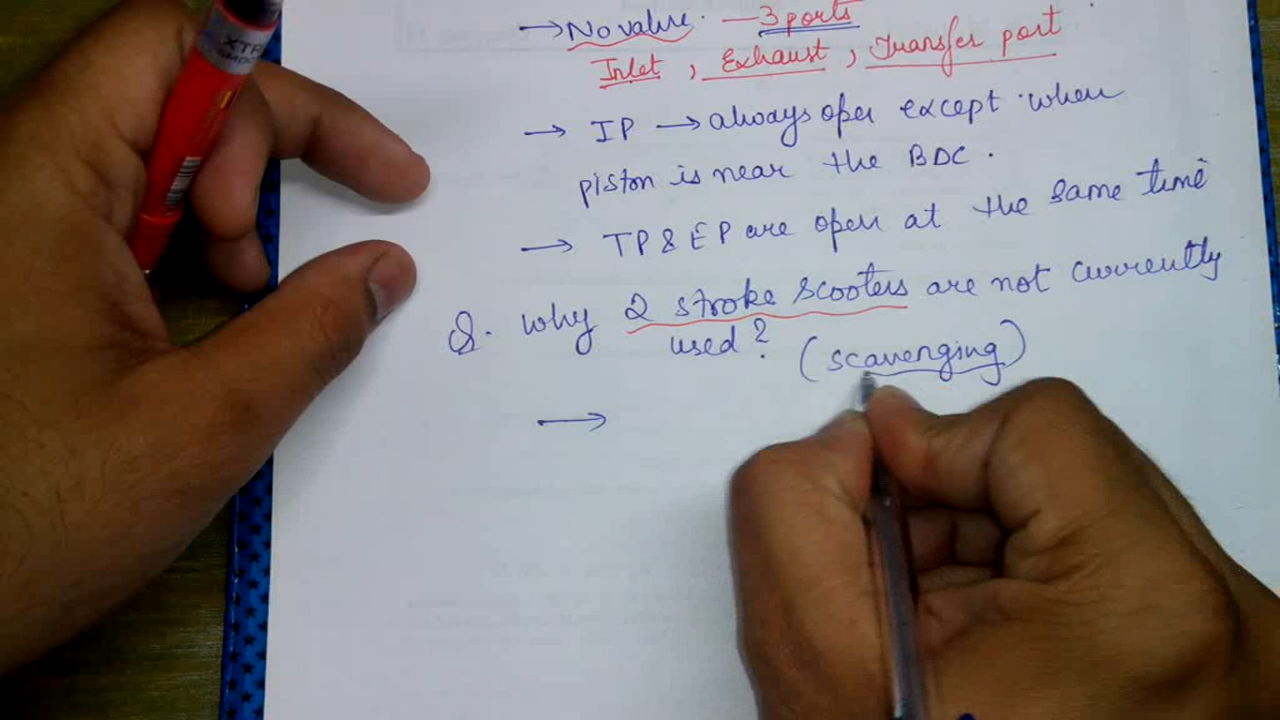 → No valve. — 3 ports
Inlet, Exhaust, Transfer port
→ IP → always open except when
piston is near the BDC.
→ TP & EP are open at the same time
Q. why 2 stroke scooters are not currently
used? (scavenging)
→
XTR